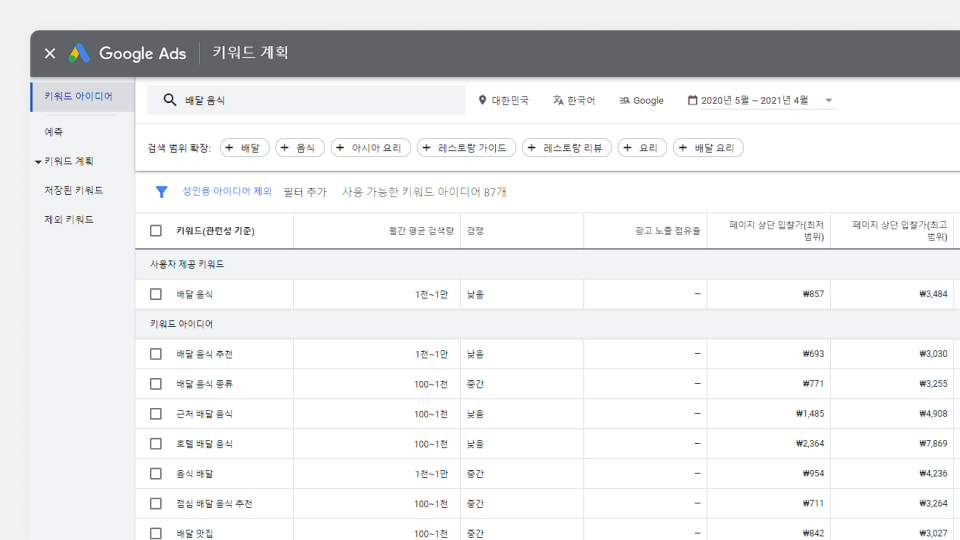 Google Ads 키워드 계획
키워드 아이디어
예측
키워드 계획
저장된 키워드
제외 키워드
배달 음식 대한민국 한국어 Google 2020년 5월 ~ 2021년 4월
검색 범위 확장: + 배달 + 음식 + 아시아 요리 + 레스토랑 가이드 + 레스토랑 리뷰 + 요리 + 배달 요리
성인용 아이디어 제외 필터 추가 사용 가능한 키워드 아이디어 87개
키워드(관련성 기준) 월간 평균 검색량 경쟁 광고 노출 점유율 페이지 상단 입찰가(최저 범위) 페이지 상단 입찰가(최고 범위)
사용자 제공 키워드
배달 음식 1천~1만 낮음 – ₩857 ₩3,484
키워드 아이디어
배달 음식 추천 1천~1만 낮음 – ₩693 ₩3,030
배달 음식 종류 100~1천 중간 – ₩771 ₩3,255
근처 배달 음식 100~1천 낮음 – ₩1,485 ₩4,908
호텔 배달 음식 100~1천 낮음 – ₩2,364 ₩7,869
음식 배달 1천~1만 중간 – ₩954 ₩4,236
점심 배달 음식 추천 100~1천 중간 – ₩711 ₩3,264
배달 맛집 100~1천 중간 – ₩842 ₩3,027